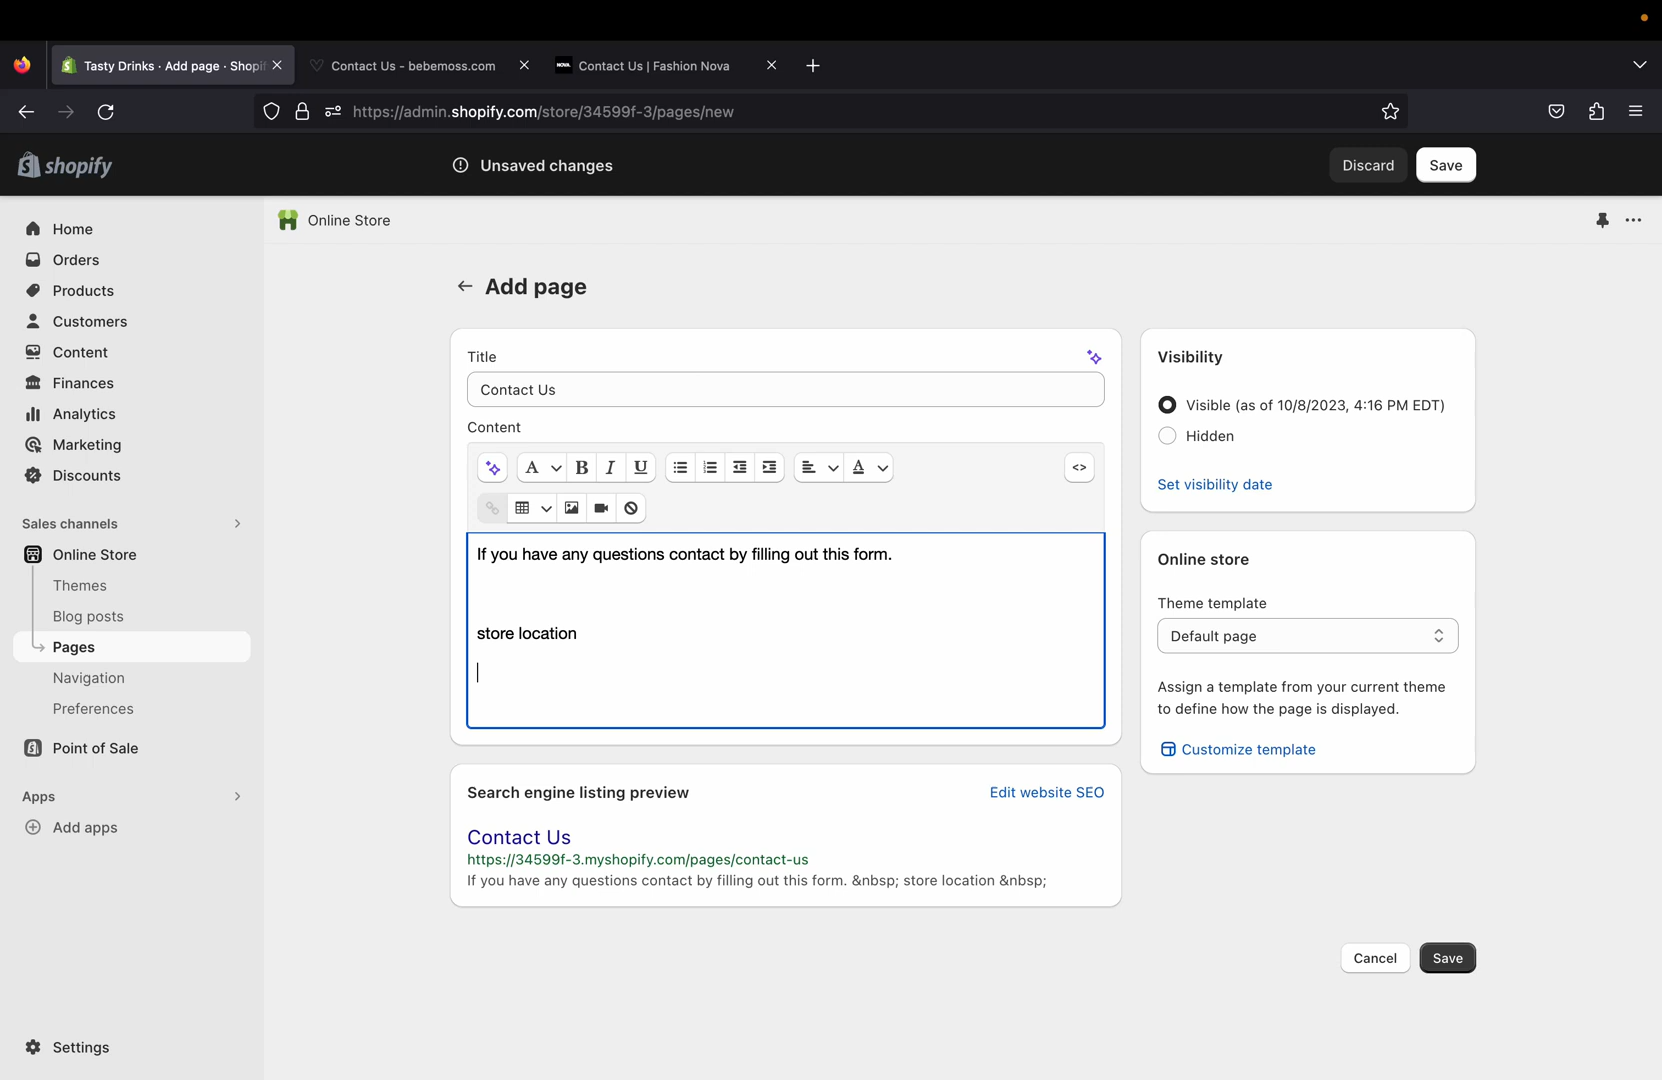 Tasty Drinks · Add page · Shopif
Contact Us - bebemoss.com
NOVA
Contact Us | Fashion Nova
https://admin.shopify.com/store/34599f-3/pages/new
shopify
Unsaved changes
Discard
Save
Home
Orders
Products
Customers
Content
Finances
Analytics
Marketing
Discounts
Sales channels
Online Store
Themes
Blog posts
Pages
Navigation
Preferences
Point of Sale
Apps
Add apps
Settings
Online Store
Add page
Title
Contact Us
Content
A
B
I
U
A
<>
If you have any questions contact by filling out this form.
store location
Search engine listing preview
Edit website SEO
Contact Us
https://34599f-3.myshopify.com/pages/contact-us
If you have any questions contact by filling out this form. &nbsp; store location &nbsp;
Visibility
Visible (as of 10/8/2023, 4:16 PM EDT)
Hidden
Set visibility date
Online store
Theme template
Default page
Assign a template from your current theme
to define how the page is displayed.
Customize template
Cancel
Save